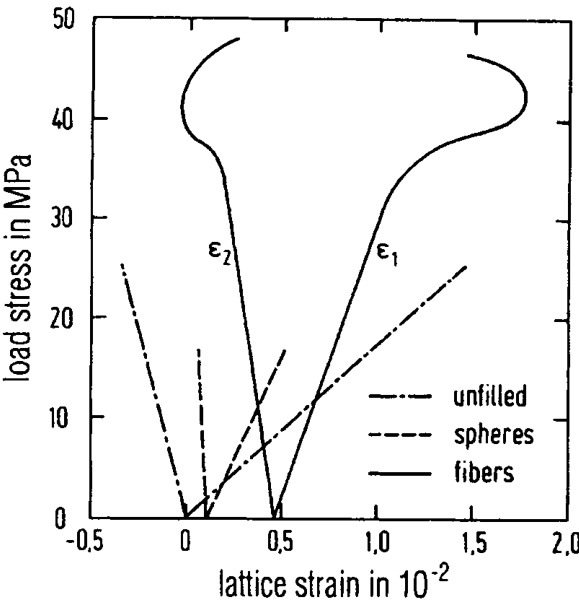 load stress in MPa
50
40
30
20
10
0
ε2
ε1
unfilled
spheres
fibers
-0,5
0
0,5
1,0
1,5
2,0
lattice strain in 10^-2